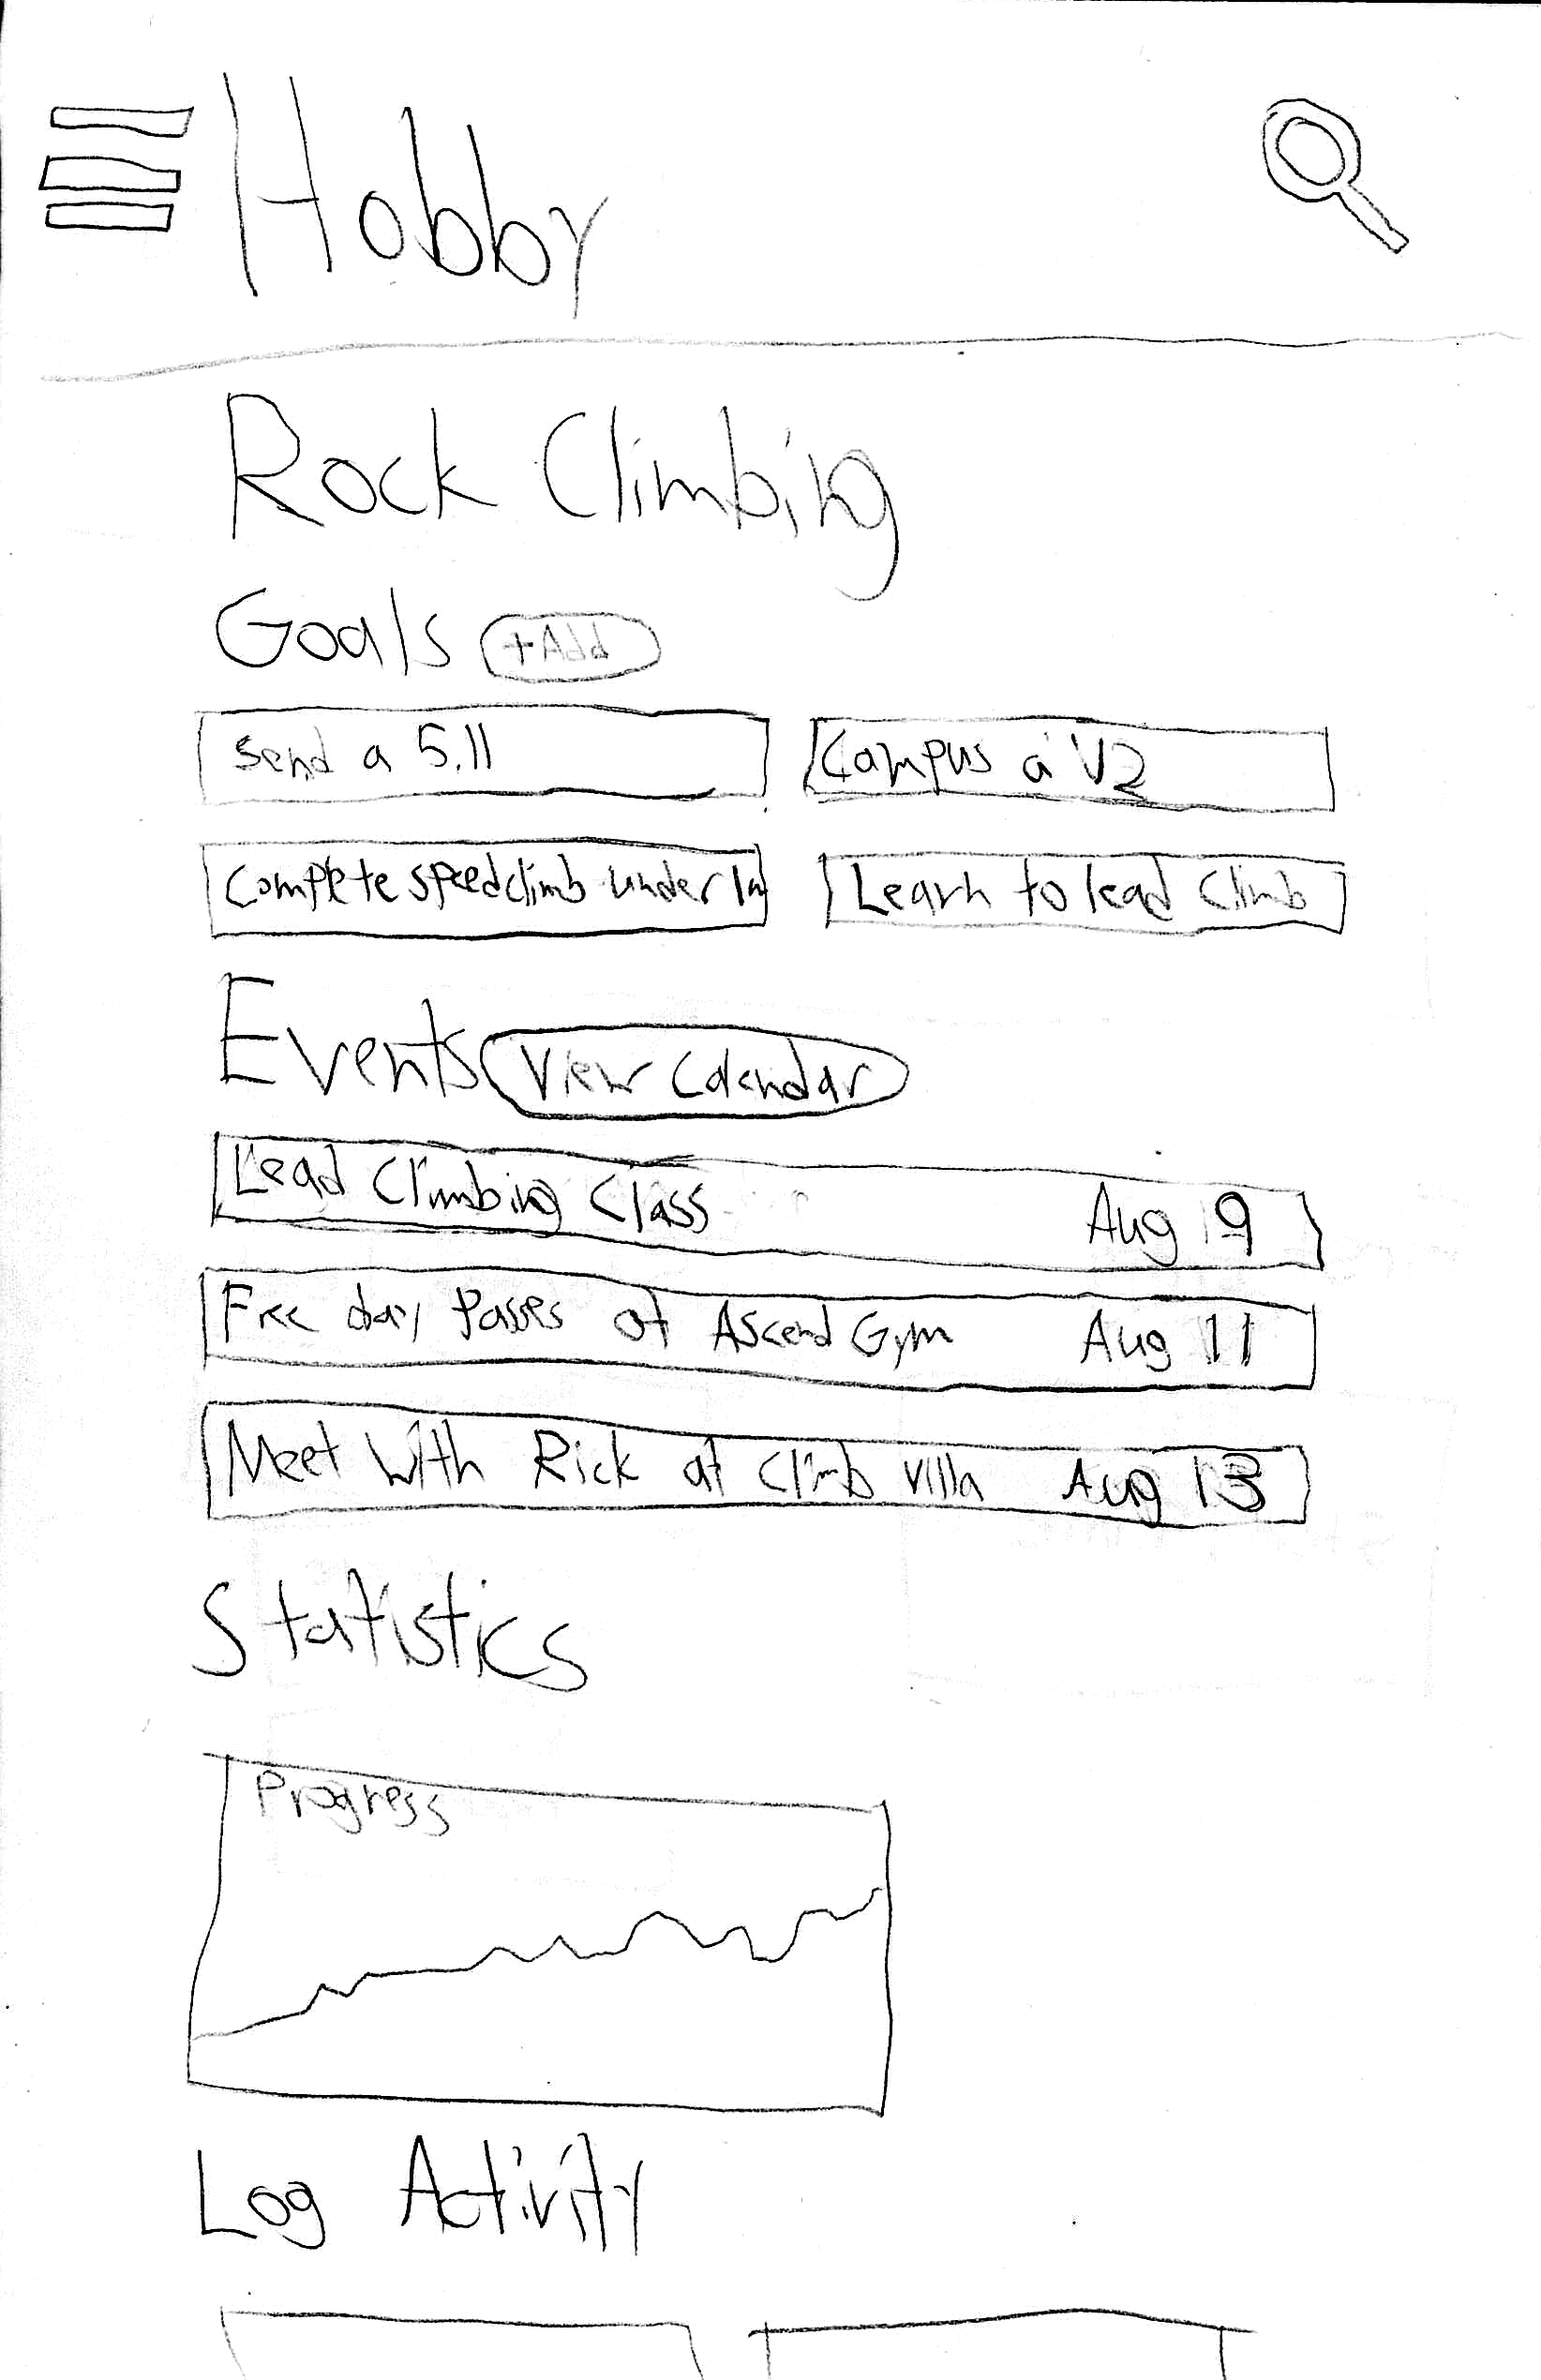 Hobby
Rock Climbing
Goals +Add
Send a 5.11
Campus a V2
Complete speed climb under 1m
Learn to lead climb
Events View Calendar
Lead Climbing Class Aug 9
Free day Passes at Ascend Gym Aug 11
Meet with Rick at Climb Villa Aug 13
Statistics
Progress
Log Activity